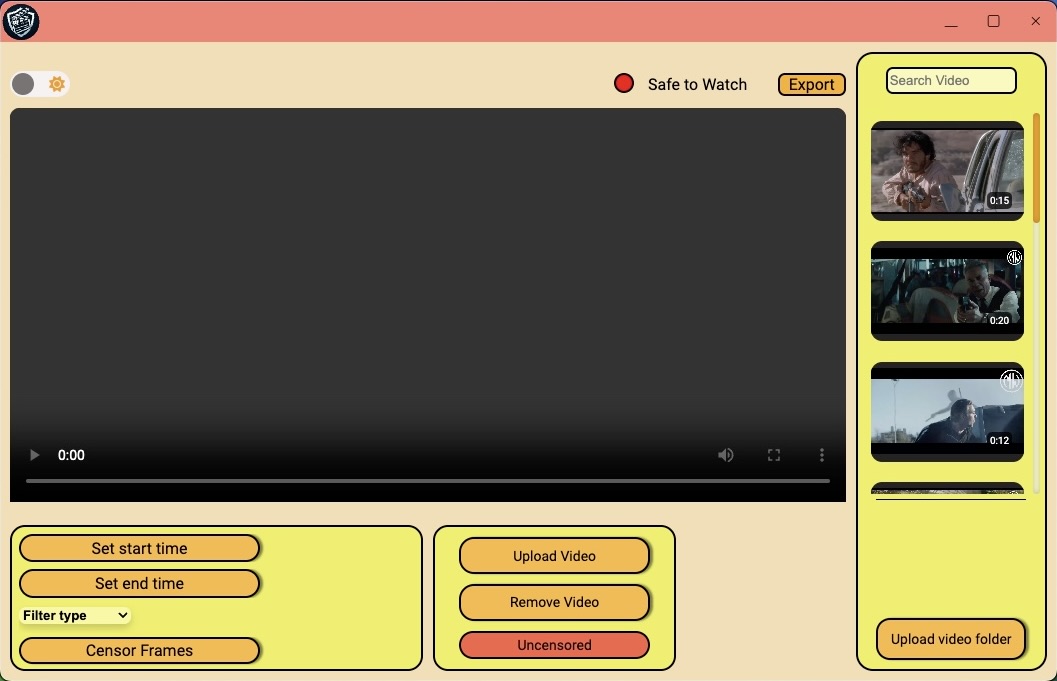 Safe to Watch
Export
Search Video
0:15
0:20
0:12
0:00
Set start time
Set end time
Filter type
Censor Frames
Upload Video
Remove Video
Uncensored
Upload video folder